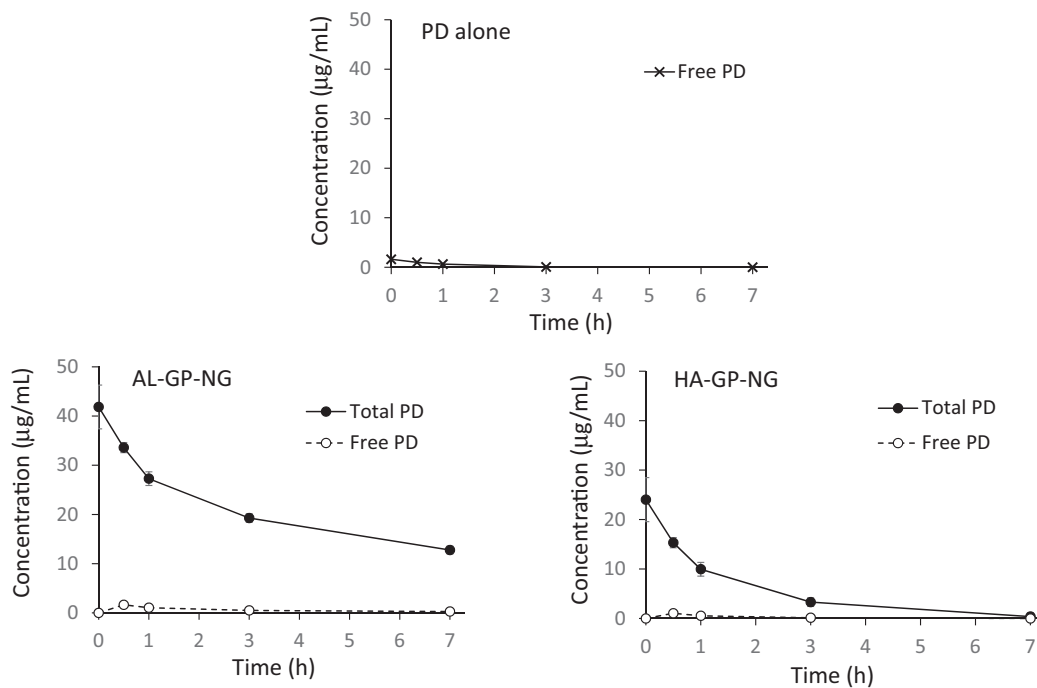 PD alone
Free PD
Concentration (µg/mL)
50
40
30
20
10
0
0 1 2 3 4 5 6 7
Time (h)
AL-GP-NG
Total PD
Free PD
Concentration (µg/mL)
50
40
30
20
10
0
0 1 2 3 4 5 6 7
Time (h)
HA-GP-NG
Total PD
Free PD
Concentration (µg/mL)
50
40
30
20
10
0
0 1 2 3 4 5 6 7
Time (h)